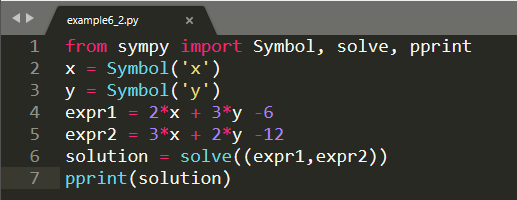 example6_2.py ×
1 from sympy import Symbol, solve, pprint
2 x = Symbol('x')
3 y = Symbol('y')
4 expr1 = 2*x + 3*y -6
5 expr2 = 3*x + 2*y -12
6 solution = solve((expr1,expr2))
7 pprint(solution)